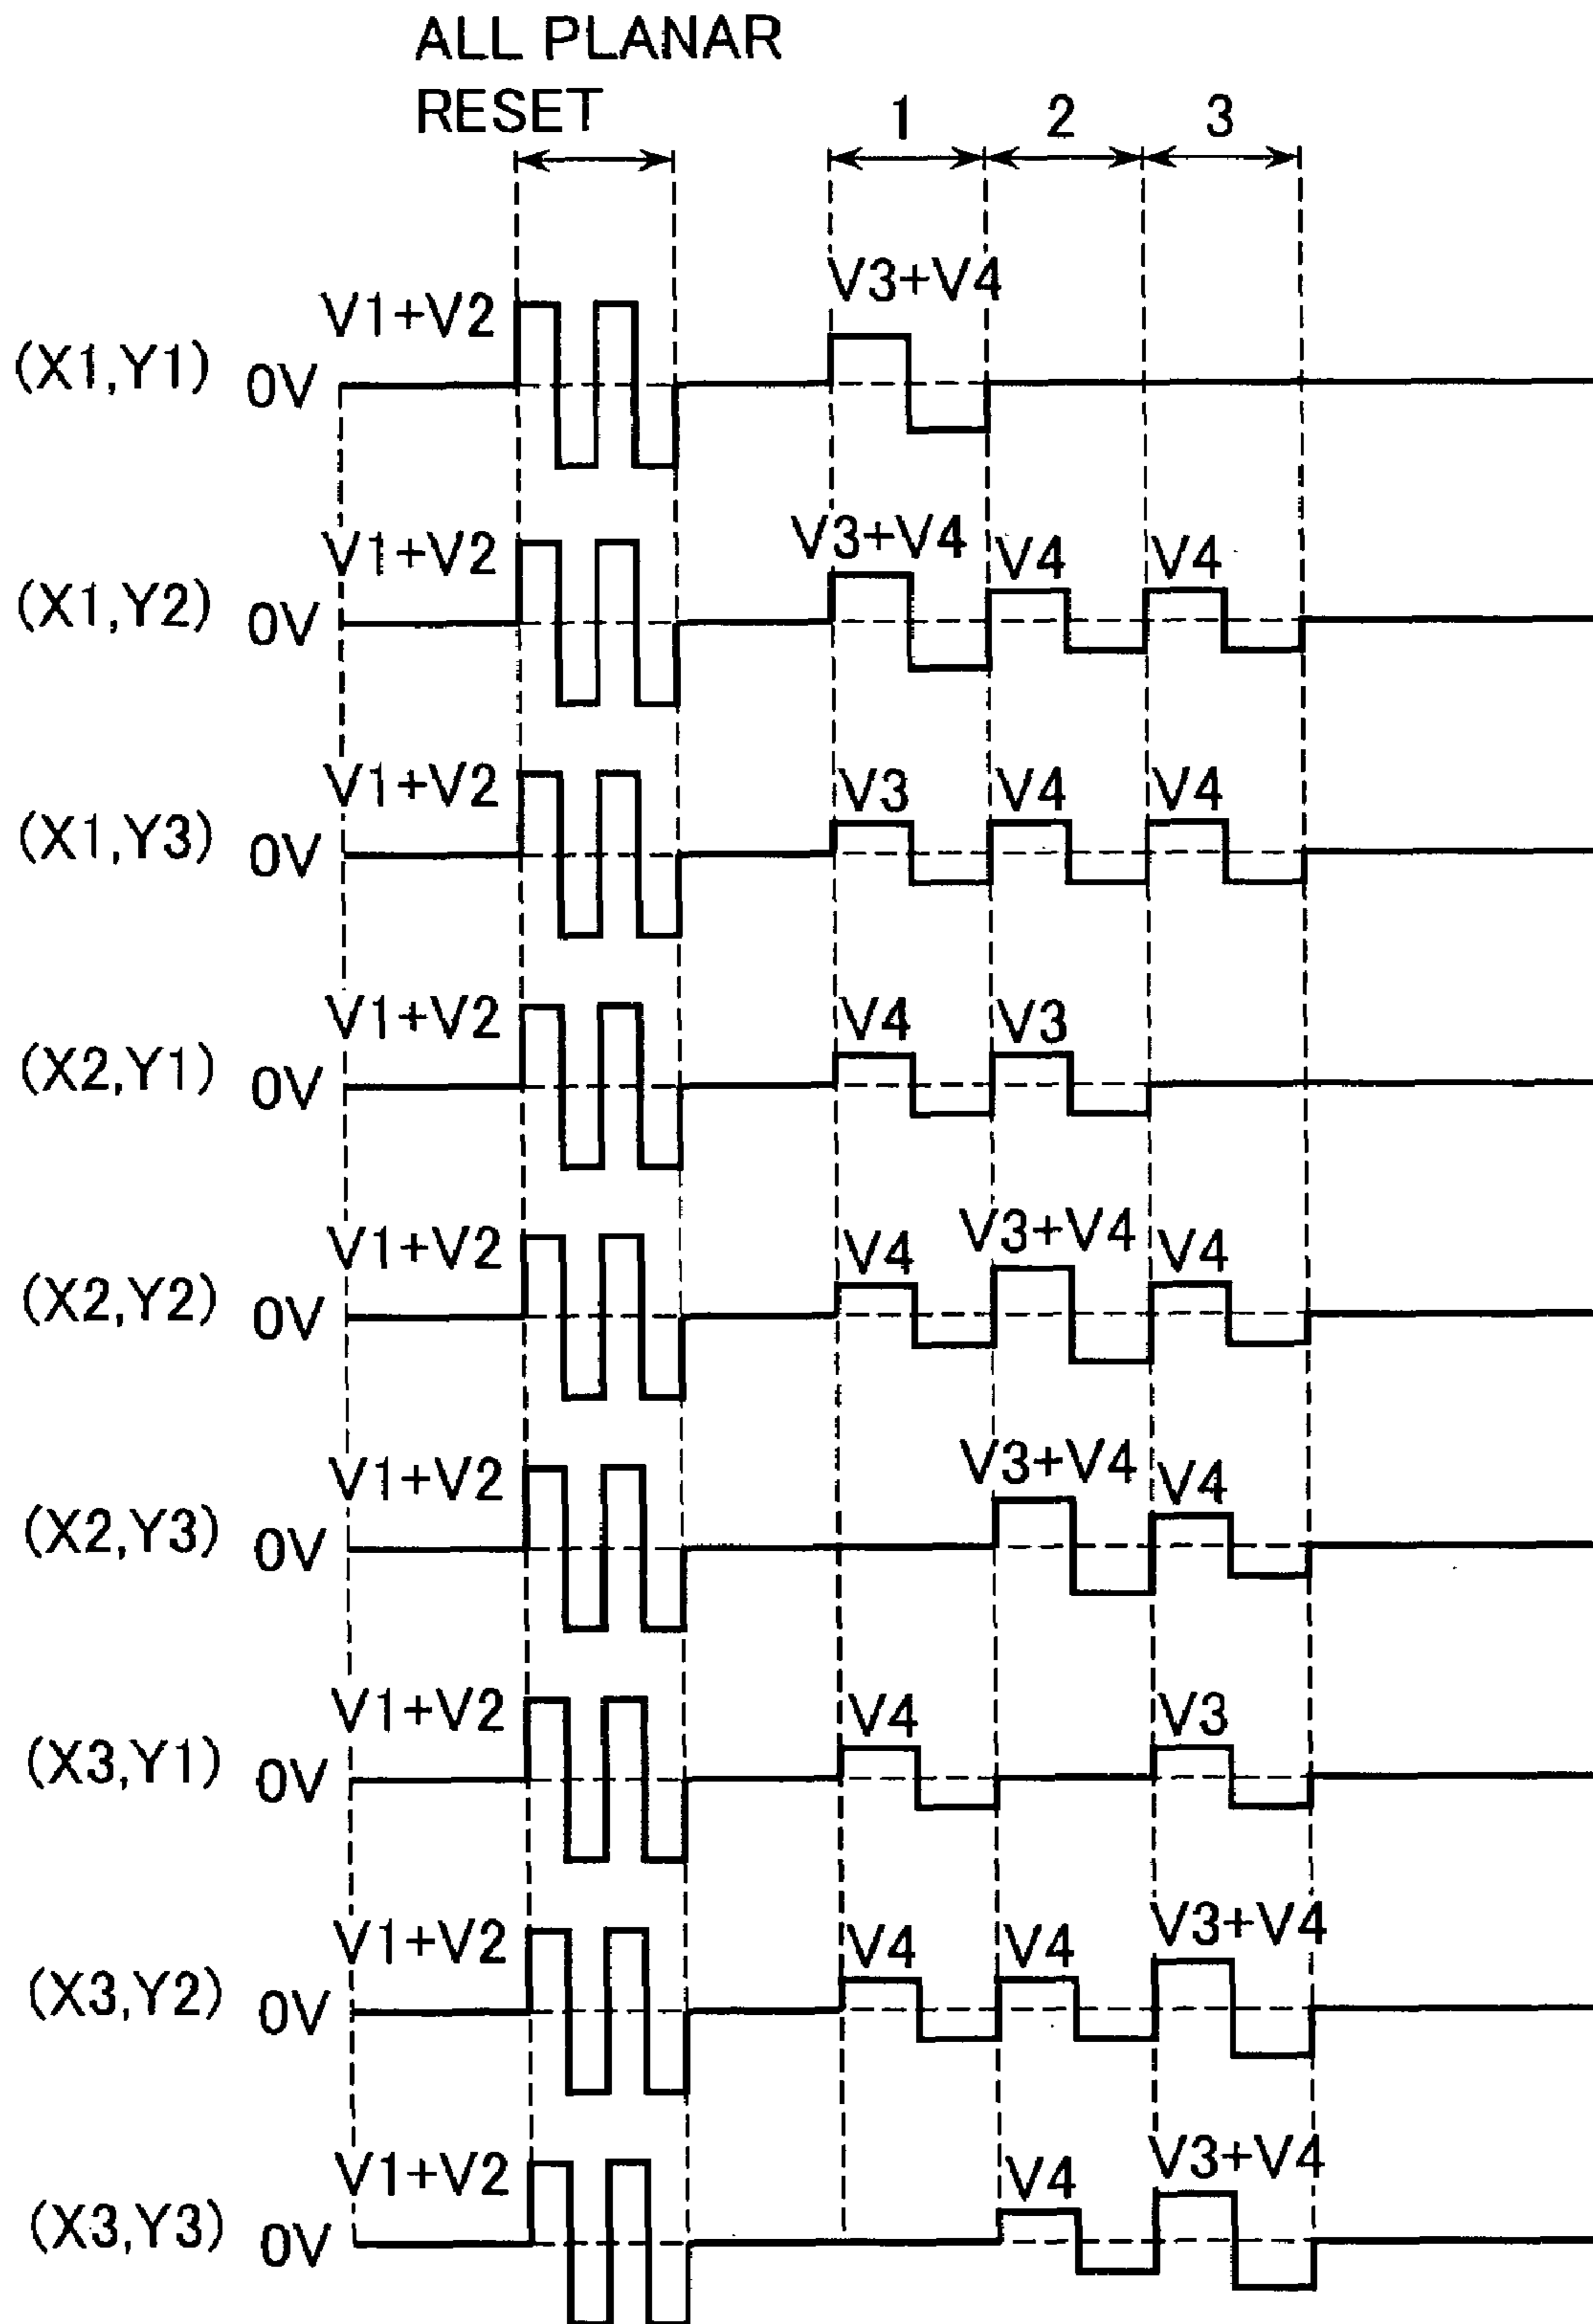 ALL PLANAR
RESET
1 2 3
V1+V2 V3+V4
(X1,Y1) 0V
V1+V2 V3+V4 V4 V4
(X1,Y2) 0V
V1+V2 V3 V4 V4
(X1,Y3) 0V
V1+V2 V4 V3
(X2,Y1) 0V
V1+V2 V4 V3+V4 V4
(X2,Y2) 0V
V1+V2 V3+V4 V4
(X2,Y3) 0V
V1+V2 V4 V3
(X3,Y1) 0V
V1+V2 V4 V4 V3+V4
(X3,Y2) 0V
V1+V2 V4 V3+V4
(X3,Y3) 0V